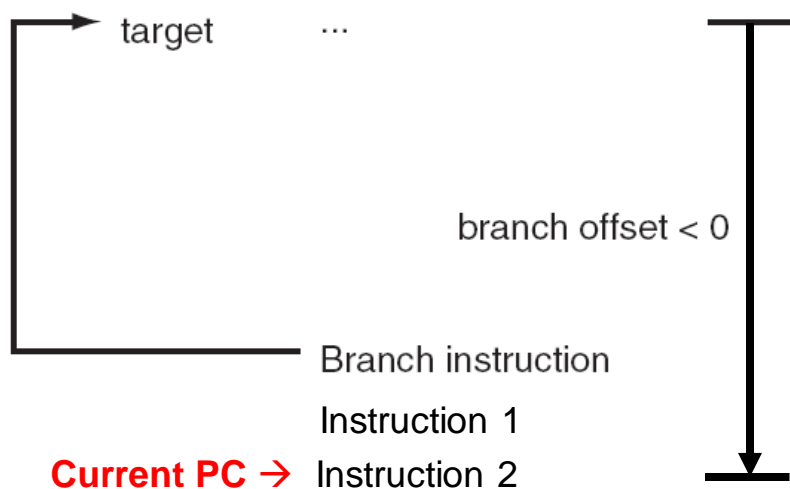 target ...
branch offset < 0
Branch instruction
Instruction 1
Current PC → Instruction 2